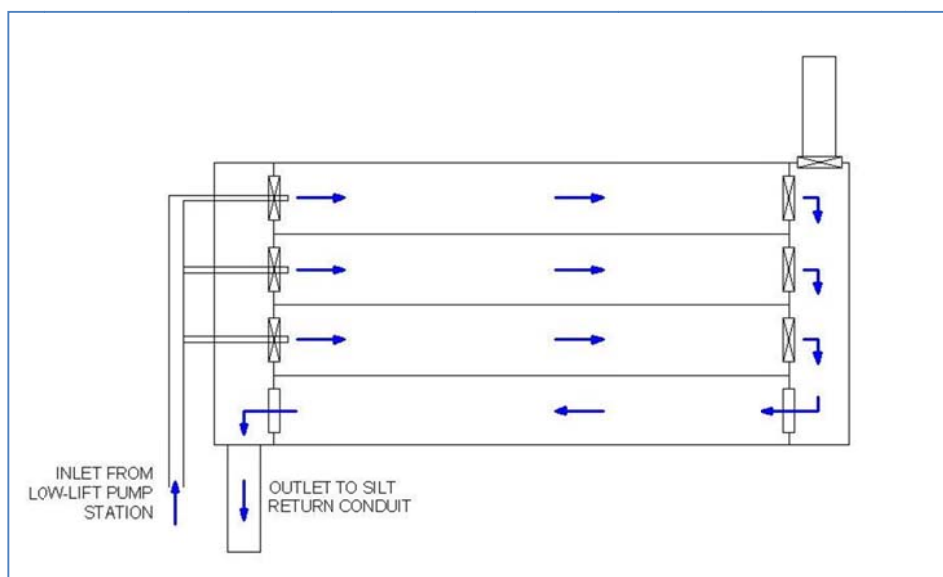 INLET FROM
LOW-LIFT PUMP
STATION
OUTLET TO SILT
RETURN CONDUIT